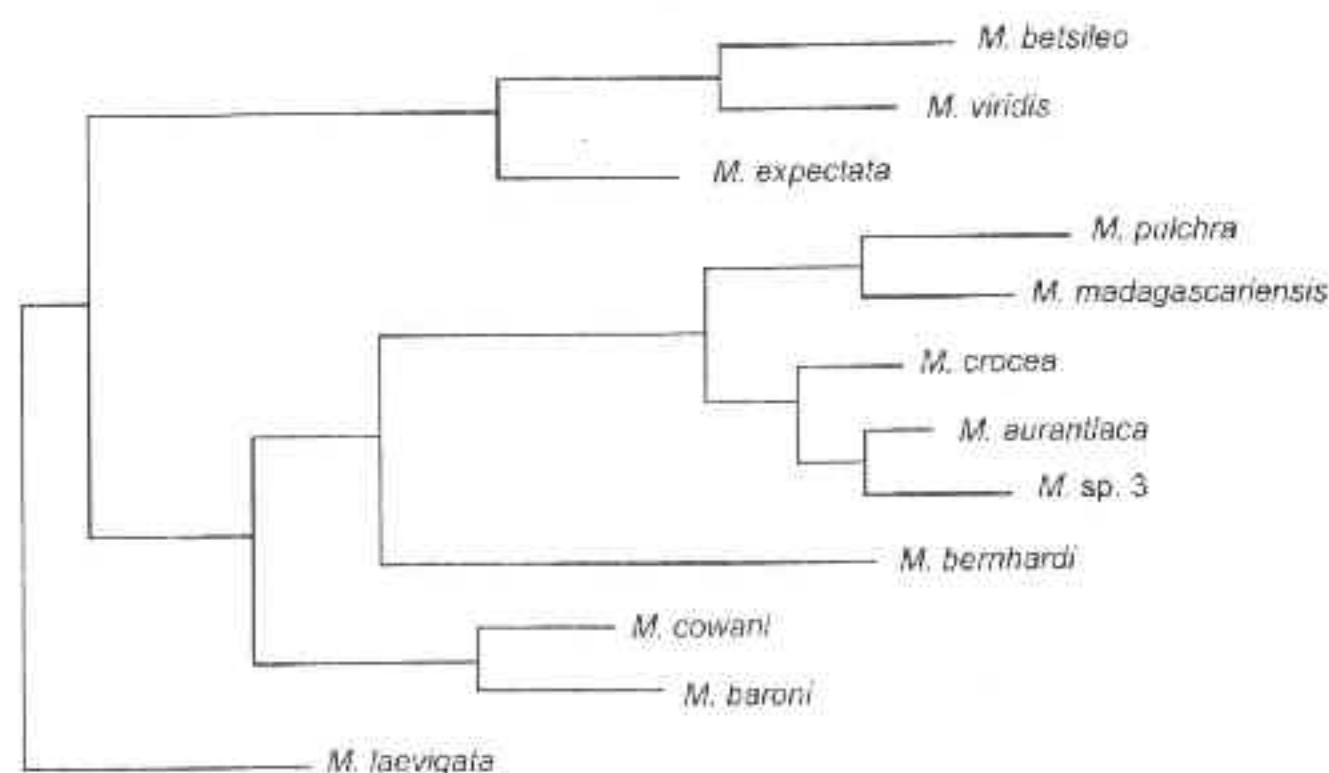 M. betsileo
M. viridis
M. expectata
M. pulchra
M. madagascariensis
M. crocea
M. aurantiaca
M. sp. 3
M. bernhardi
M. cowani
M. baroni
M. laevigata